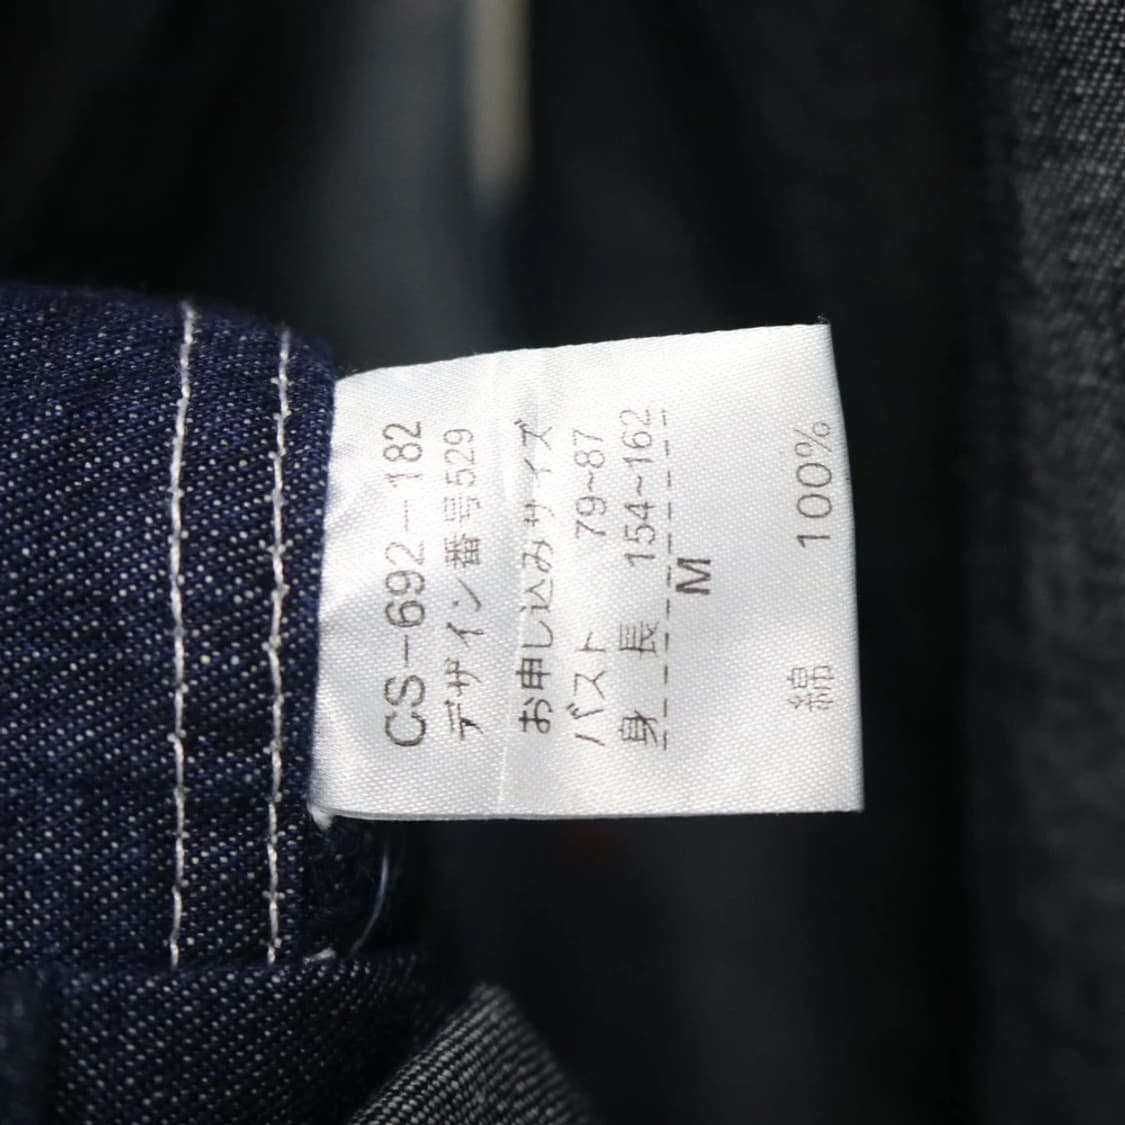 CS-692-182
デザイン番号529
お申し込みサイズ
バスト 79~87
身長 154~162
M
綿 100%